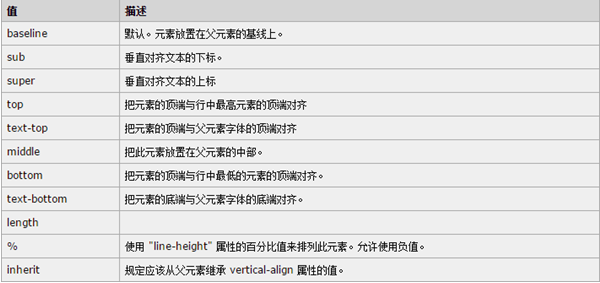 值 描述
baseline 默认。元素放置在父元素的基线上。
sub 垂直对齐文本的下标。
super 垂直对齐文本的上标
top 把元素的顶端与行中最高元素的顶端对齐
text-top 把元素的顶端与父元素字体的顶端对齐
middle 把此元素放置在父元素的中部。
bottom 把元素的顶端与行中最低的元素的顶端对齐。
text-bottom 把元素的底端与父元素字体的底端对齐。
length
% 使用 "line-height" 属性的百分比值来排列此元素。允许使用负值。
inherit 规定应该从父元素继承 vertical-align 属性的值。